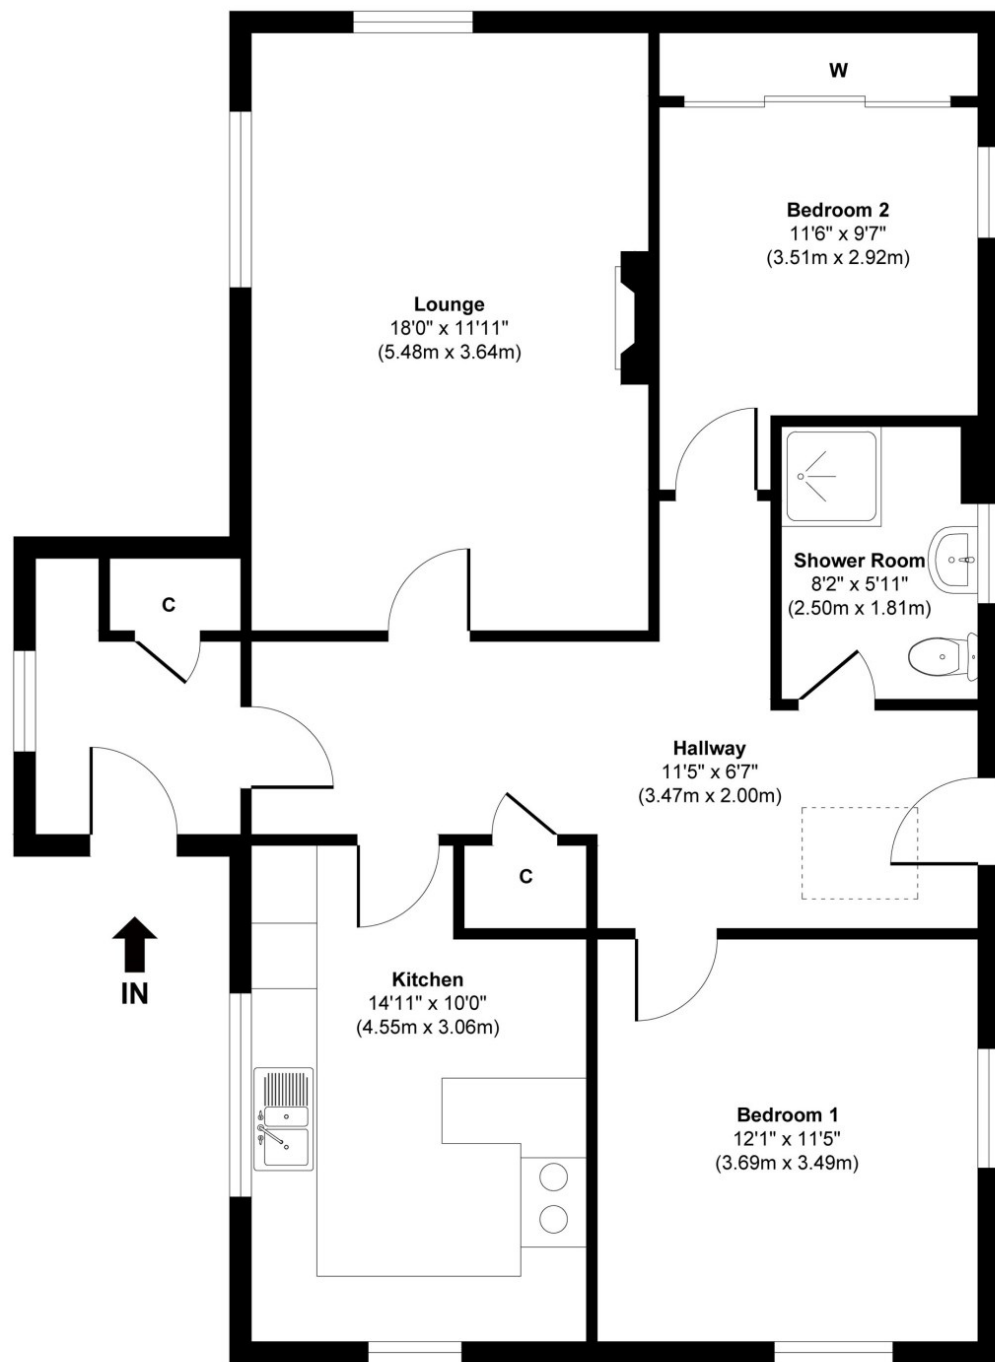 W
Bedroom 2
11'6" x 9'7"
(3.51m x 2.92m)
Lounge
18'0" x 11'11"
(5.48m x 3.64m)
Shower Room
8'2" x 5'11"
(2.50m x 1.81m)
C
Hallway
11'5" x 6'7"
(3.47m x 2.00m)
C
IN
Kitchen
14'11" x 10'0"
(4.55m x 3.06m)
Bedroom 1
12'1" x 11'5"
(3.69m x 3.49m)